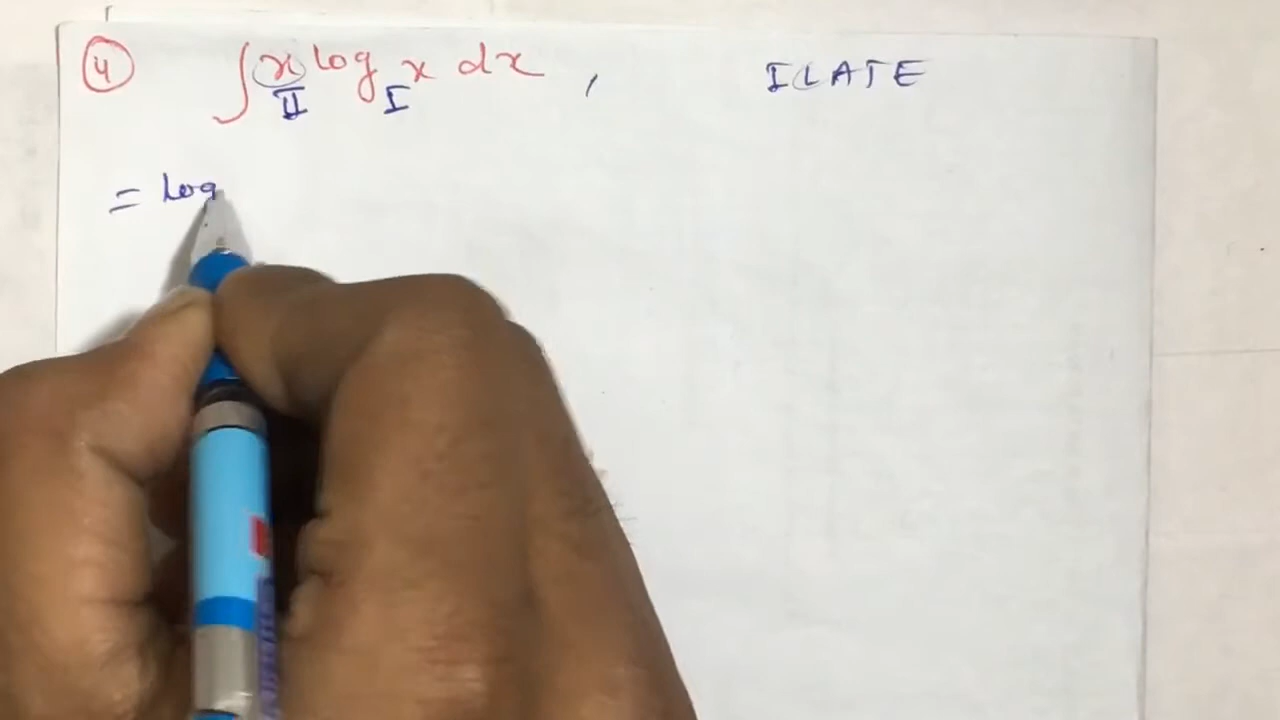 ④ ∫ x log x dx , ILATE
II I
= log